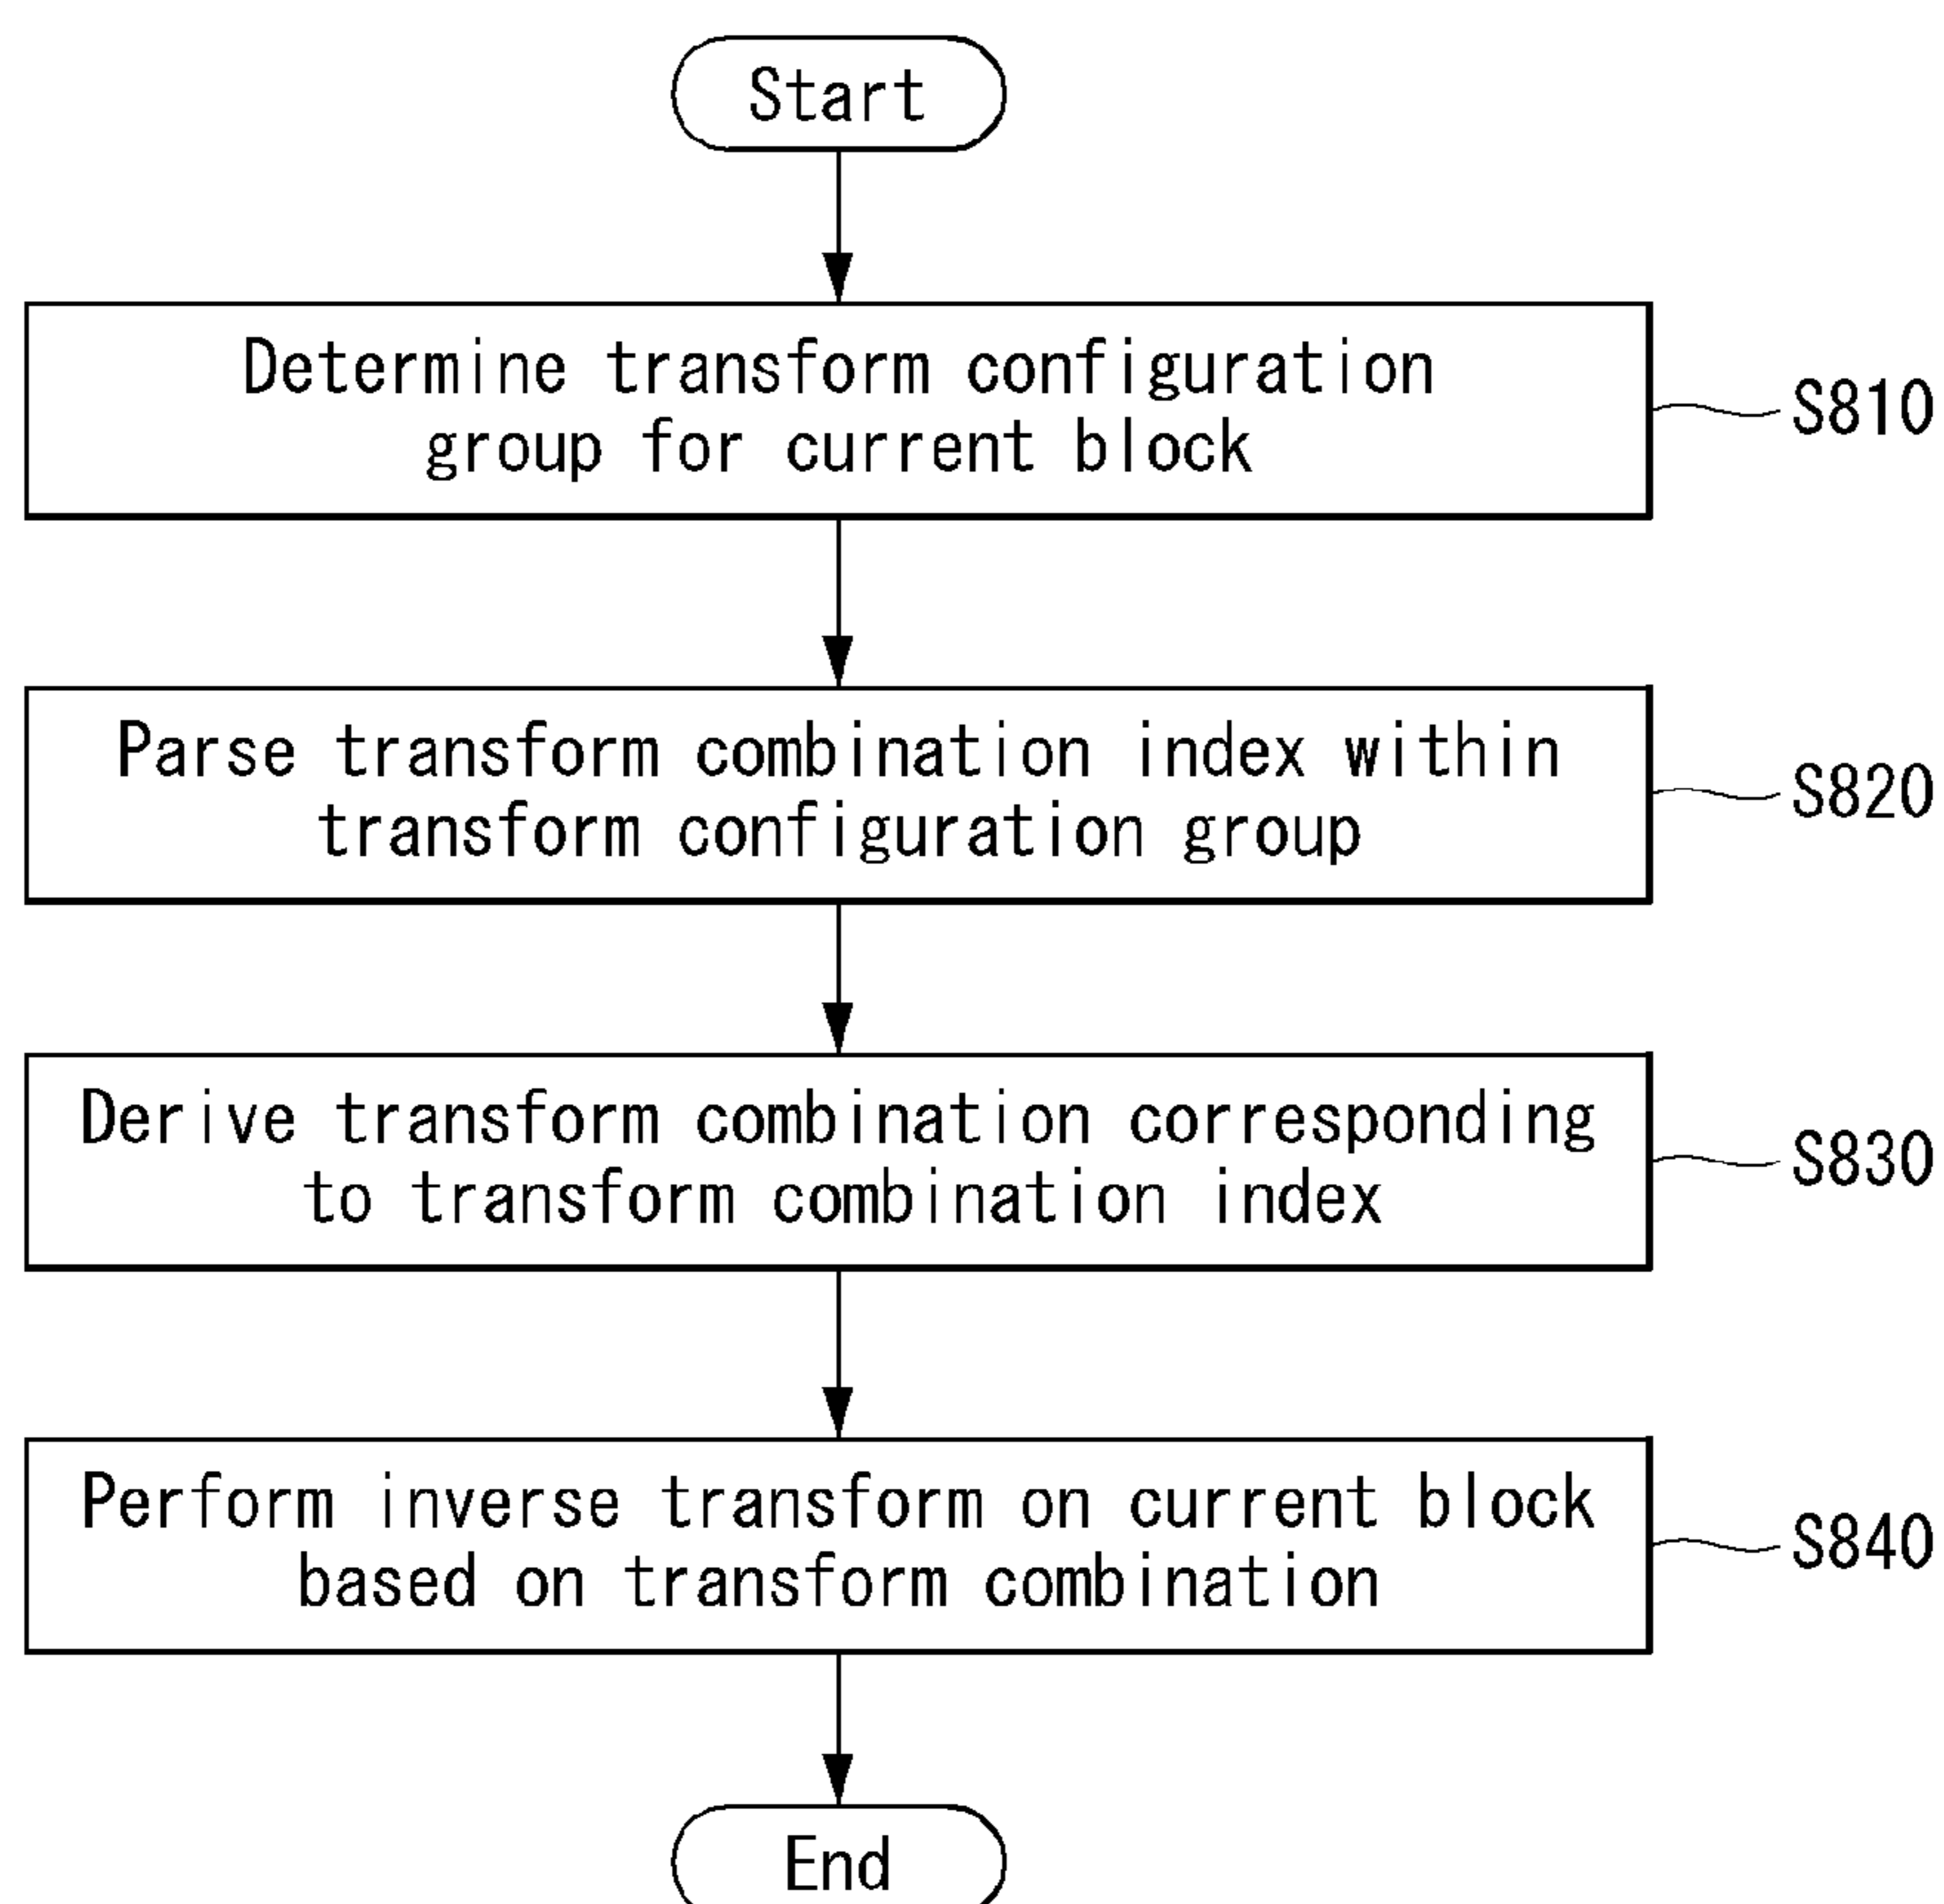 Start
Determine transform configuration
group for current block
S810
Parse transform combination index within
transform configuration group
S820
Derive transform combination corresponding
to transform combination index
S830
Perform inverse transform on current block
based on transform combination
S840
End